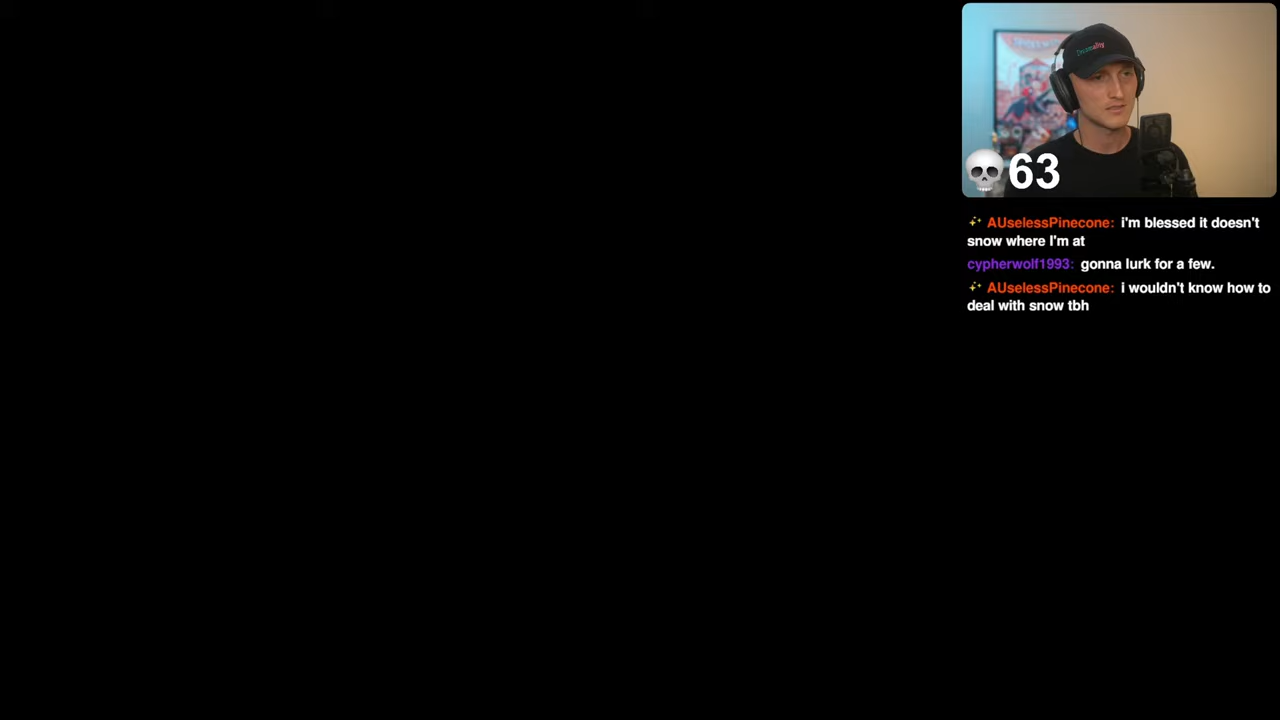 63
✨ AUselessPinecone: i'm blessed it doesn't
snow where I'm at
cypherwolf1993: gonna lurk for a few.
✨ AUselessPinecone: i wouldn't know how to
deal with snow tbh